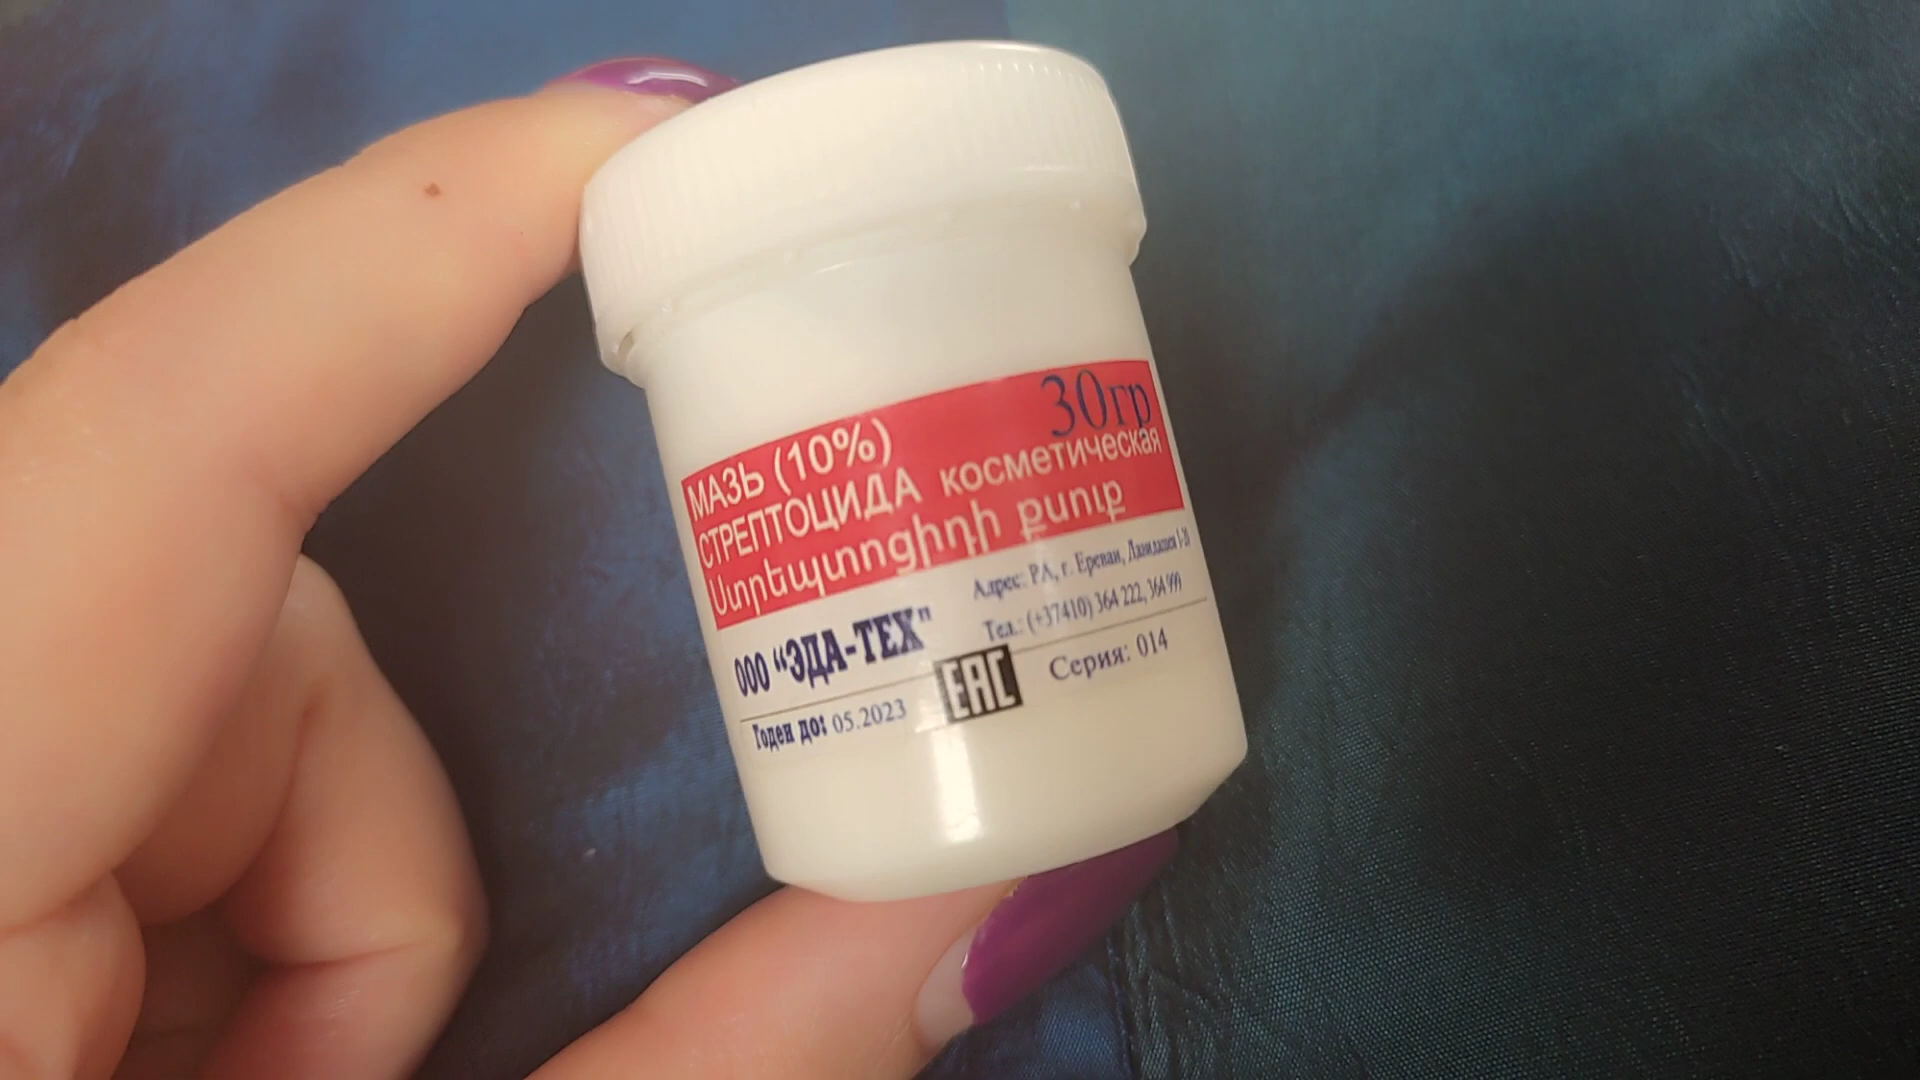 30гр
МАЗЬ (10%)
СТРЕПТОЦИДА косметическая
Ստրեպտոցիդի քսուք
ООО “ЭДА-ТЕХ"
Адрес: РА, г. Ереван,
Тел.: (+37410) 364 222, 364 999
Годен до: 05.2023
EAC
Серия: 014